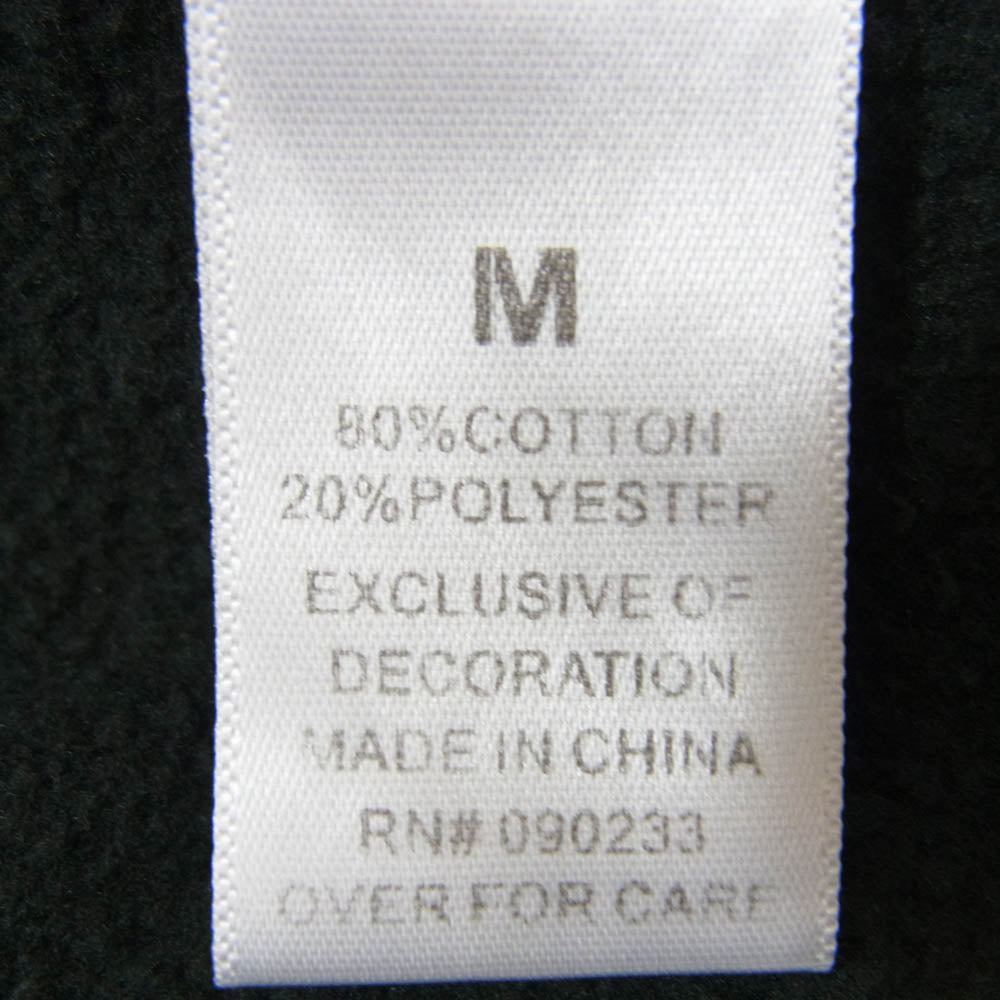 M
80%COTTON
20%POLYESTER
EXCLUSIVE OF
DECORATION
MADE IN CHINA
RN# 090233
OVER FOR CARE